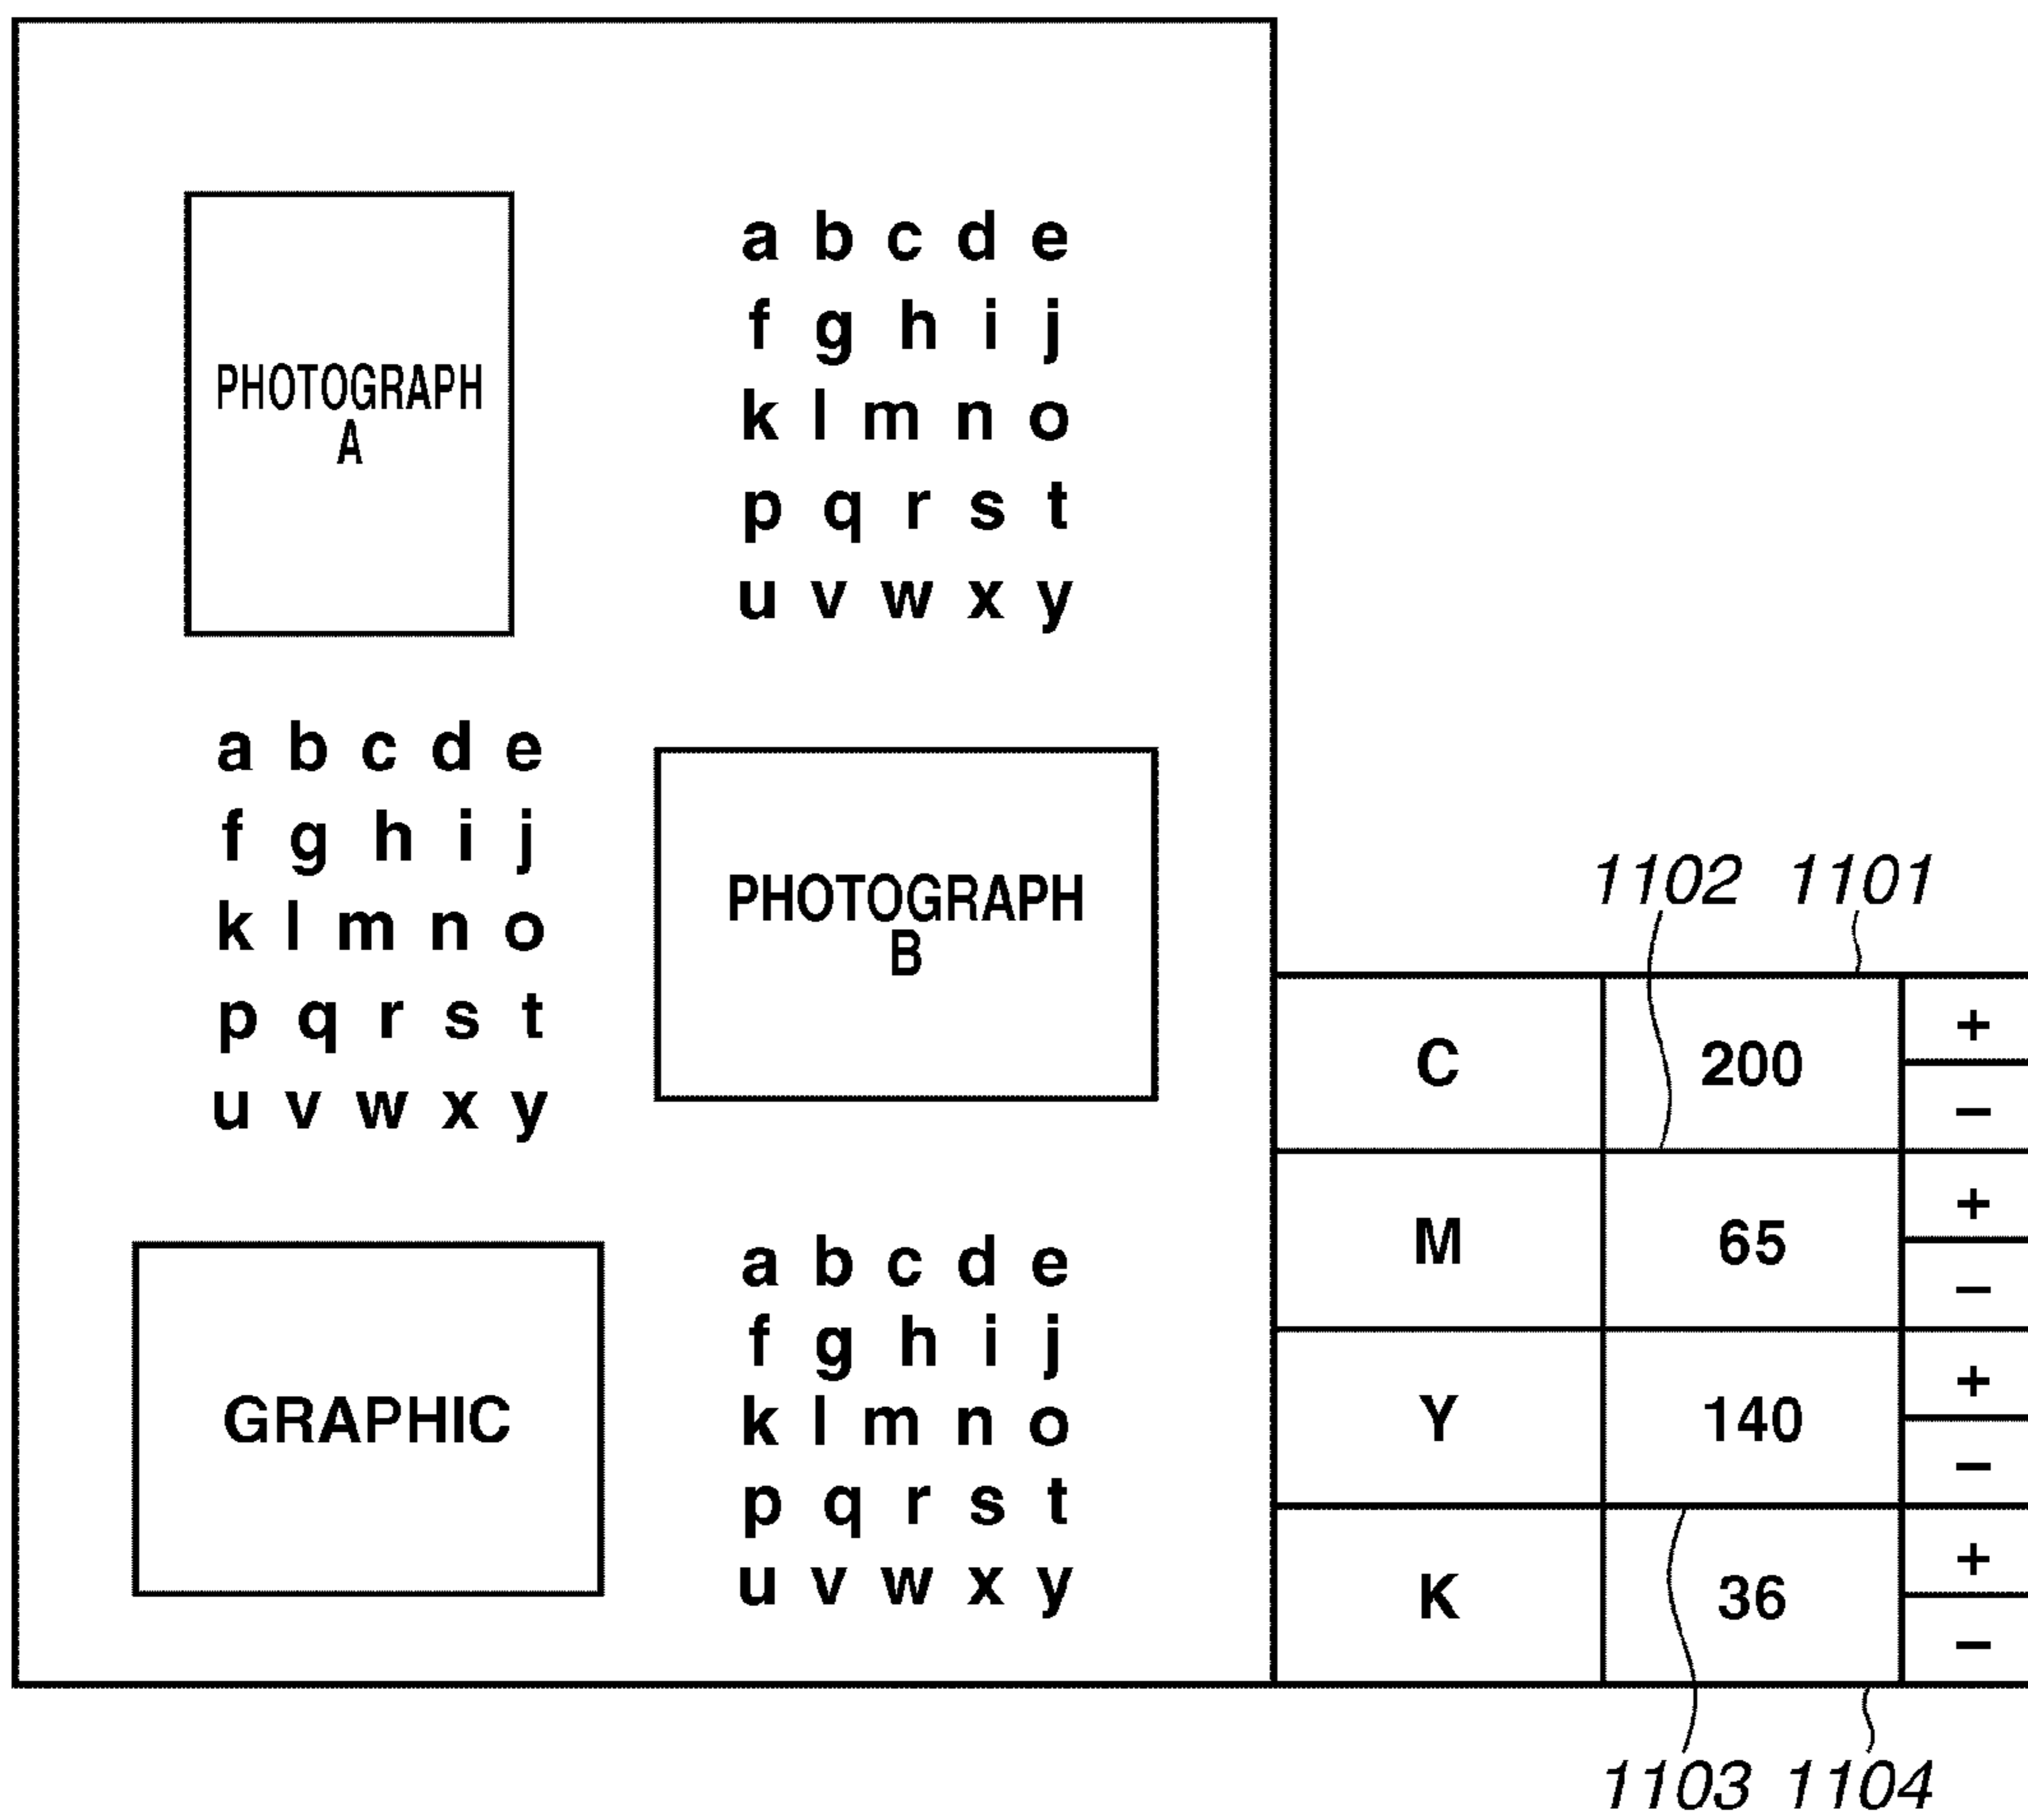 PHOTOGRAPH
A
a b c d e
f g h i j
k l m n o
p q r s t
u v w x y
a b c d e
f g h i j
k l m n o
p q r s t
u v w x y
PHOTOGRAPH
B
GRAPHIC
a b c d e
f g h i j
k l m n o
p q r s t
u v w x y
1102 1101
C 200 + −
M 65 + −
Y 140 + −
K 36 + −
1103 1104